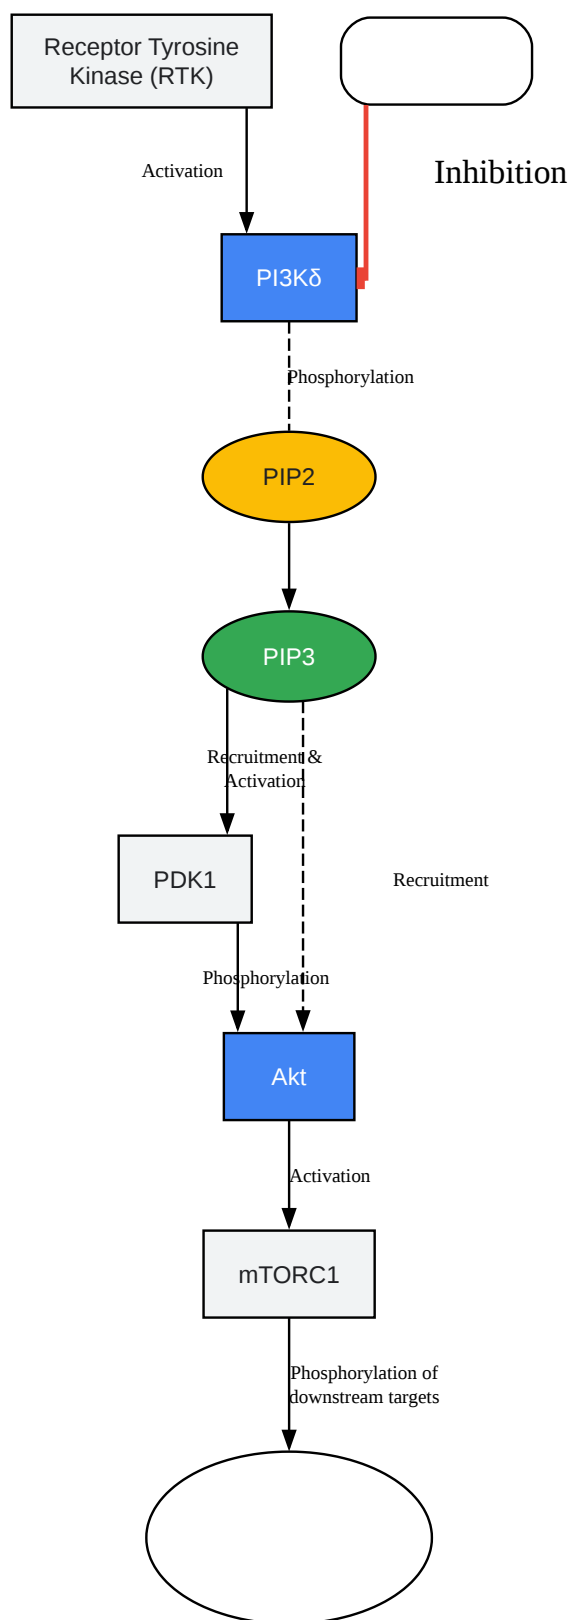 Receptor Tyrosine
Kinase (RTK)
Activation
Inhibition
PI3Kδ
Phosphorylation
PIP2
PIP3
Recruitment &
Activation
PDK1
Recruitment
Phosphorylation
Akt
Activation
mTORC1
Phosphorylation of
downstream targets